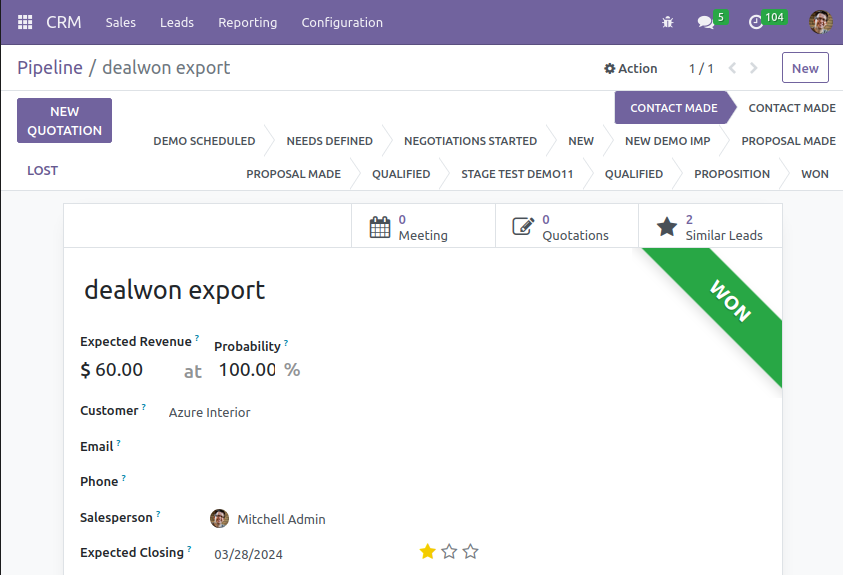 CRM Sales Leads Reporting Configuration 5 104
Pipeline / dealwon export Action 1 / 1 New
NEW QUOTATION
CONTACT MADE CONTACT MADE
DEMO SCHEDULED NEEDS DEFINED NEGOTIATIONS STARTED NEW NEW DEMO IMP PROPOSAL MADE
LOST
PROPOSAL MADE QUALIFIED STAGE TEST DEMO11 QUALIFIED PROPOSITION WON
0 Meeting
0 Quotations
2 Similar Leads
WON
dealwon export
Expected Revenue ? Probability ?
$ 60.00 at 100.00 %
Customer ? Azure Interior
Email ?
Phone ?
Salesperson ? Mitchell Admin
Expected Closing ? 03/28/2024